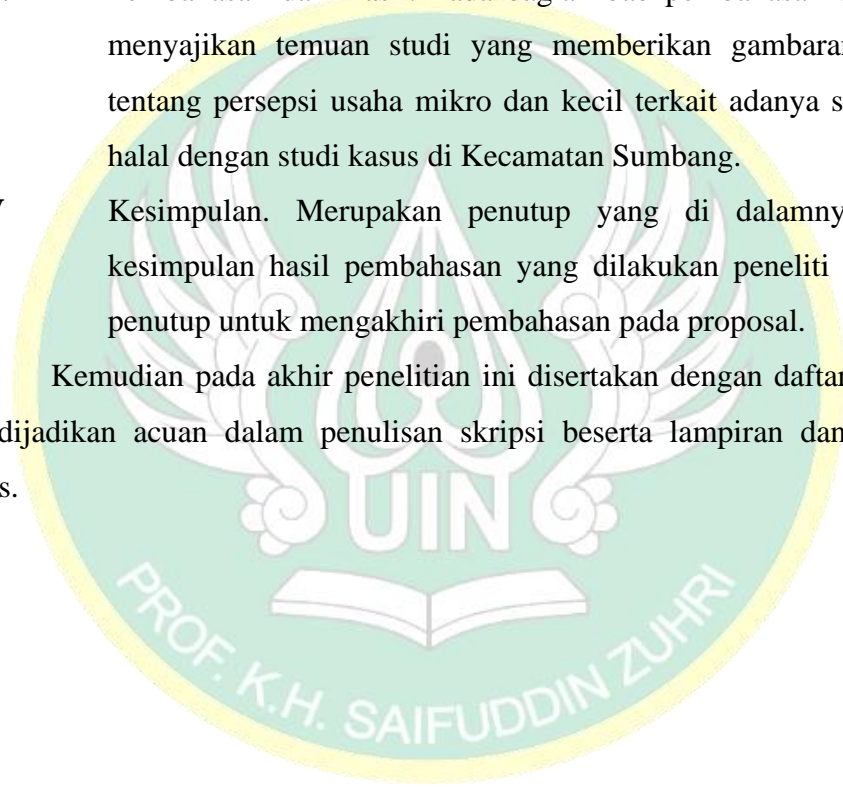 menyajikan temuan studi yang memberikan gambaran
tentang persepsi usaha mikro dan kecil terkait adanya
halal dengan studi kasus di Kecamatan Sumbang.
Kesimpulan. Merupakan penutup yang di
kesimpulan hasil pembahasan yang dilakukan peneliti
penutup untuk mengakhiri pembahasan pada proposal.
Kemudian pada akhir penelitian ini disertakan dengan daftar
dijadikan acuan dalam penulisan skripsi beserta lampiran dan
s.
UIN
PROF. K.H. SAIFUDDIN ZUHRI